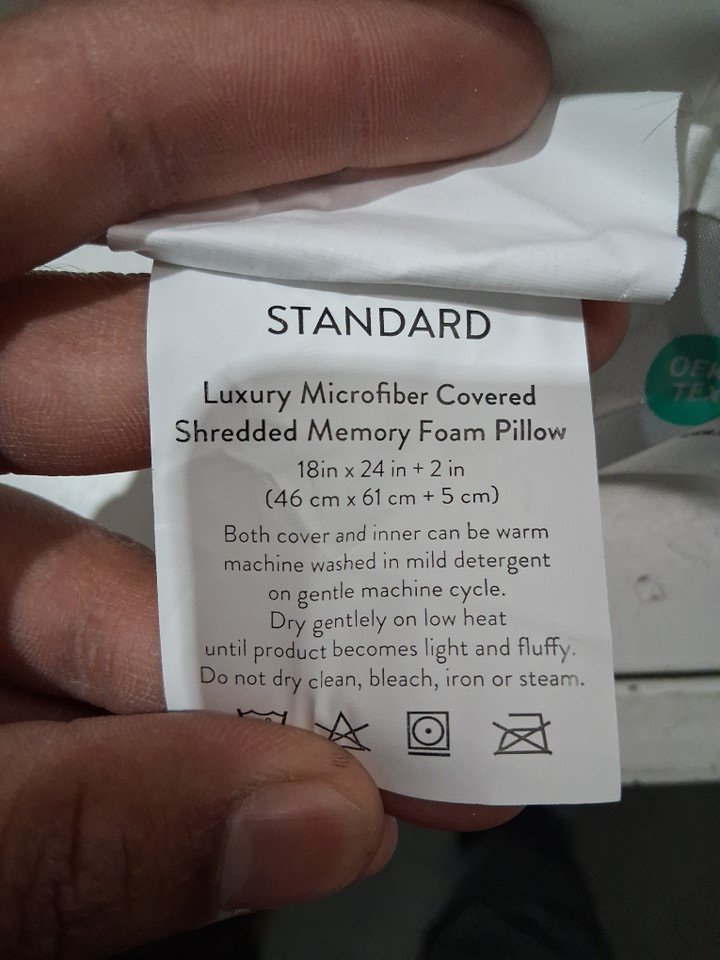 STANDARD
Luxury Microfiber Covered
Shredded Memory Foam Pillow
18in x 24 in + 2 in
(46 cm x 61 cm + 5 cm)
Both cover and inner can be warm
machine washed in mild detergent
on gentle machine cycle.
Dry gentlely on low heat
until product becomes light and fluffy.
Do not dry clean, bleach, iron or steam.